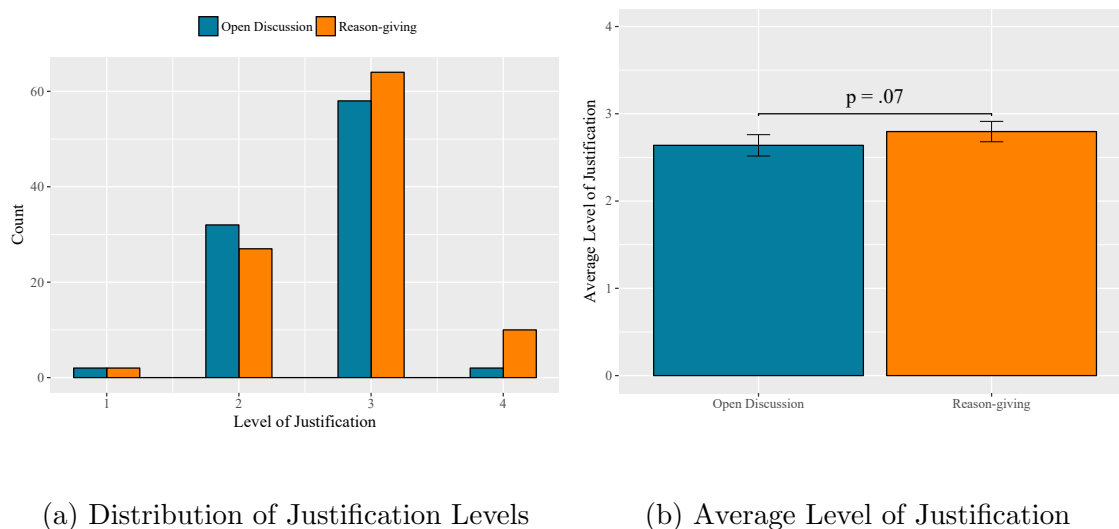 Open Discussion Reason-giving
60
40
20
0
Count
1 2 3 4
Level of Justification
(a) Distribution of Justification Levels
4
3
2
1
0
Average Level of Justification
p = .07
Open Discussion Reason-giving
(b) Average Level of Justification